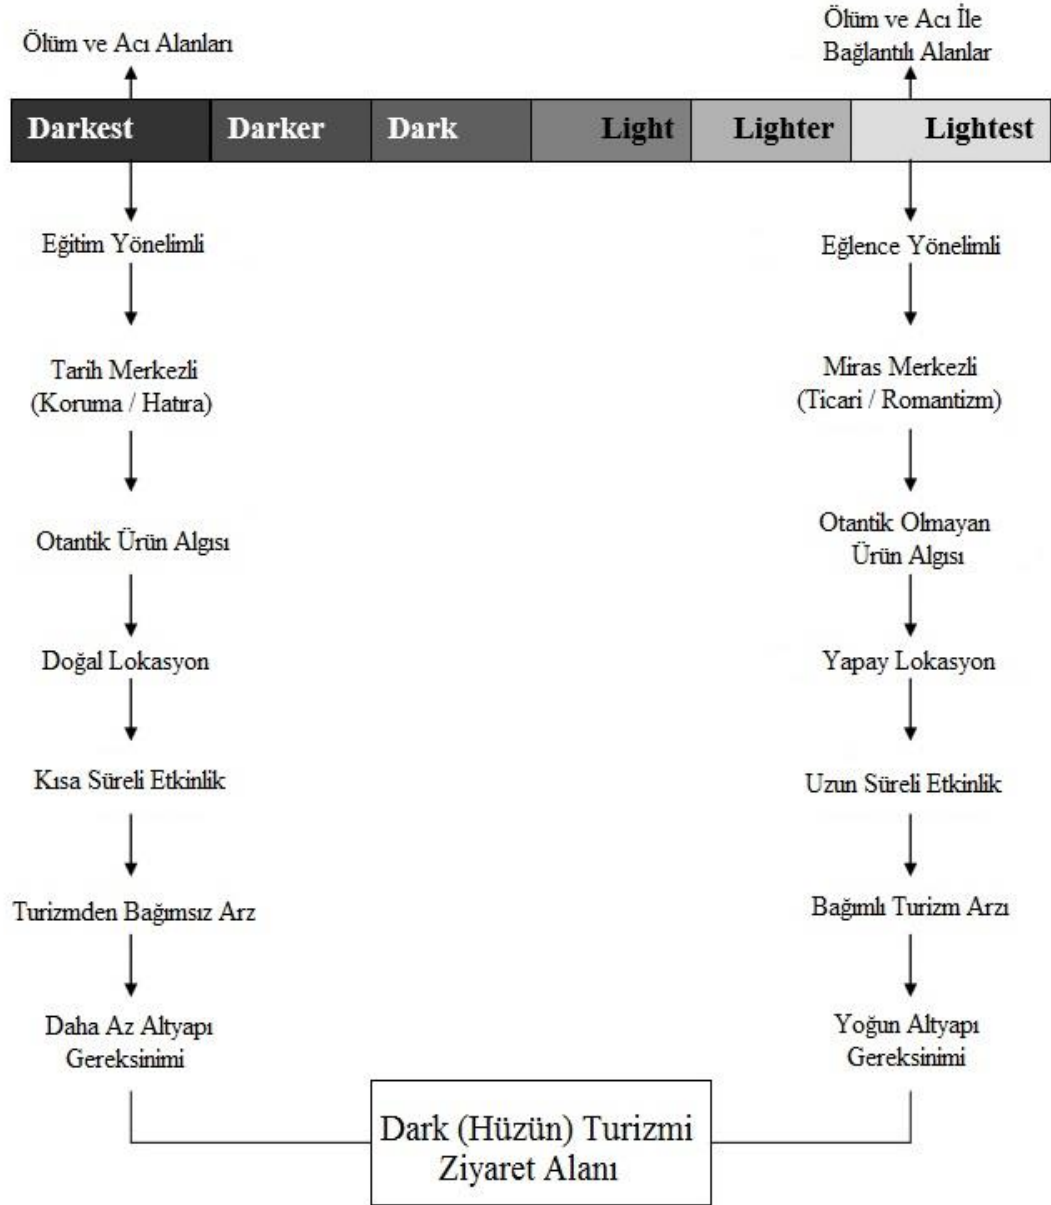 Ölüm ve Acı Alanları
Ölüm ve Acı İle
Bağlantılı Alanlar
Darkest Darker Dark Light Lighter Lightest
Eğitim Yönelimli
Eğlence Yönelimli
Tarih Merkezli
(Koruma / Hatıra)
Miras Merkezli
(Ticari / Romantizm)
Otantik Ürün Algısı
Otantik Olmayan
Ürün Algısı
Doğal Lokasyon
Yapay Lokasyon
Kısa Süreli Etkinlik
Uzun Süreli Etkinlik
Turizmden Bağımsız Arz
Bağımlı Turizm Arzı
Daha Az Altyapı
Gereksinimi
Yoğun Altyapı
Gereksinimi
Dark (Hüzün) Turizmi
Ziyaret Alanı